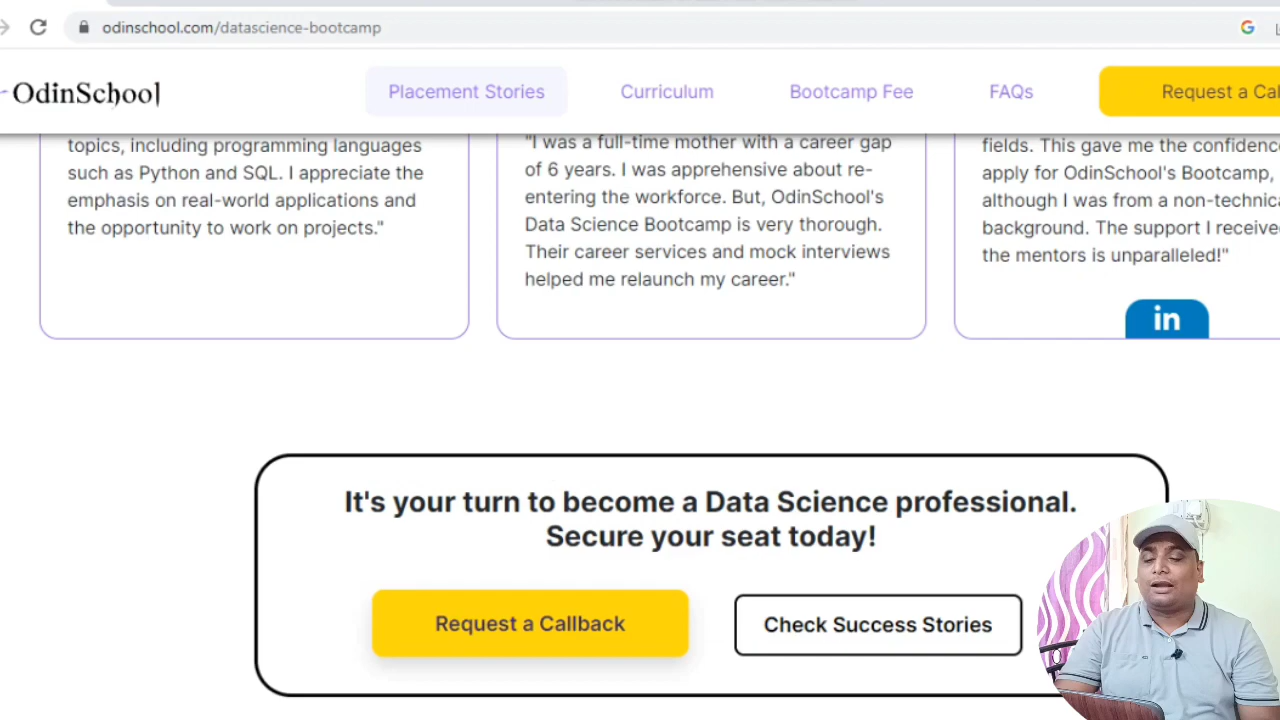 odinschool.com/datascience-bootcamp
OdinSchool
Placement Stories
Curriculum
Bootcamp Fee
FAQs
Request a Cal
topics, including programming languages
such as Python and SQL. I appreciate the
emphasis on real-world applications and
the opportunity to work on projects."
"I was a full-time mother with a career gap
of 6 years. I was apprehensive about re-
entering the workforce. But, OdinSchool's
Data Science Bootcamp is very thorough.
Their career services and mock interviews
helped me relaunch my career."
fields. This gave me the confidence
apply for OdinSchool's Bootcamp,
although I was from a non-technica
background. The support I received
the mentors is unparalleled!"
in
It's your turn to become a Data Science professional.
Secure your seat today!
Request a Callback
Check Success Stories